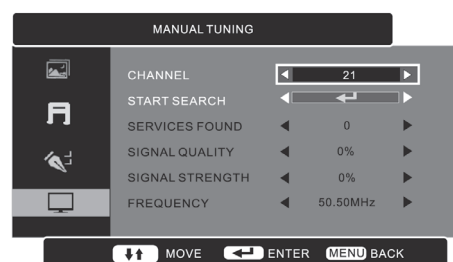 MANUAL TUNING
CHANNEL 21
START SEARCH
SERVICES FOUND 0
SIGNAL QUALITY 0%
SIGNAL STRENGTH 0%
FREQUENCY 50.50MHz
MOVE ENTER MENU BACK